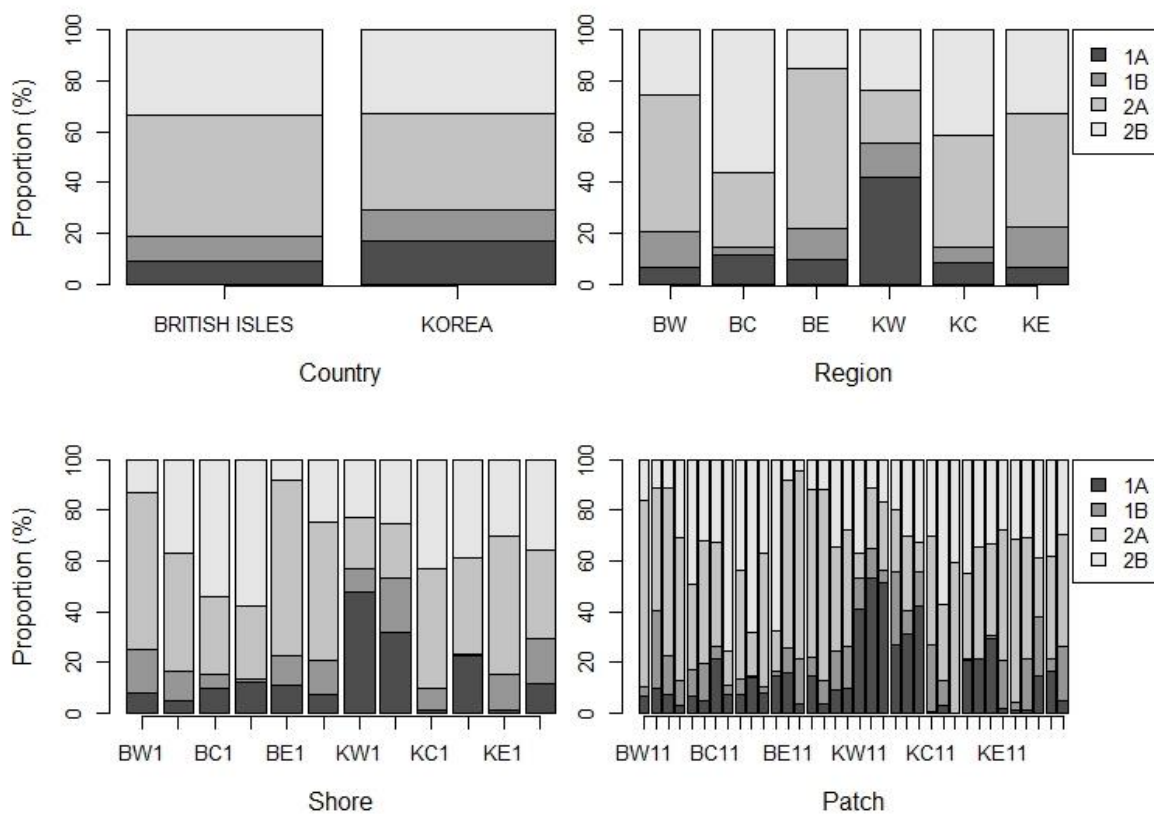 Proportion (%)
100
80
60
40
20
0
BRITISH ISLES KOREA
Country
100
80
60
40
20
0
BW BC BE KW KC KE
Region
1A
1B
2A
2B
Proportion (%)
100
80
60
40
20
0
BW1 BC1 BE1 KW1 KC1 KE1
Shore
100
80
60
40
20
0
BW11 BC11 BE11 KW11 KC11 KE11
Patch
1A
1B
2A
2B